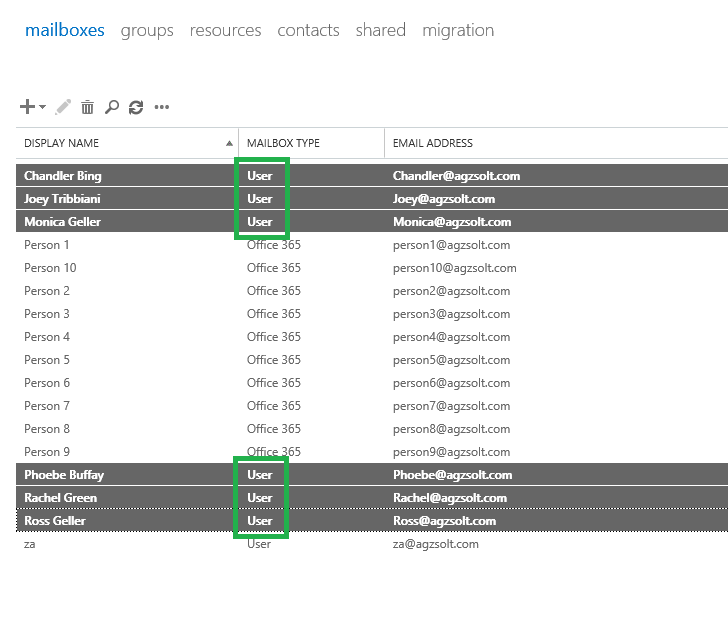 mailboxes groups resources contacts shared migration
DISPLAY NAME MAILBOX TYPE EMAIL ADDRESS
Chandler Bing User Chandler@agzsolt.com
Joey Tribbiani User Joey@agzsolt.com
Monica Geller User Monica@agzsolt.com
Person 1 Office 365 person1@agzsolt.com
Person 10 Office 365 person10@agzsolt.com
Person 2 Office 365 person2@agzsolt.com
Person 3 Office 365 person3@agzsolt.com
Person 4 Office 365 person4@agzsolt.com
Person 5 Office 365 person5@agzsolt.com
Person 6 Office 365 person6@agzsolt.com
Person 7 Office 365 person7@agzsolt.com
Person 8 Office 365 person8@agzsolt.com
Person 9 Office 365 person9@agzsolt.com
Phoebe Buffay User Phoebe@agzsolt.com
Rachel Green User Rachel@agzsolt.com
Ross Geller User Ross@agzsolt.com
za User za@agzsolt.com